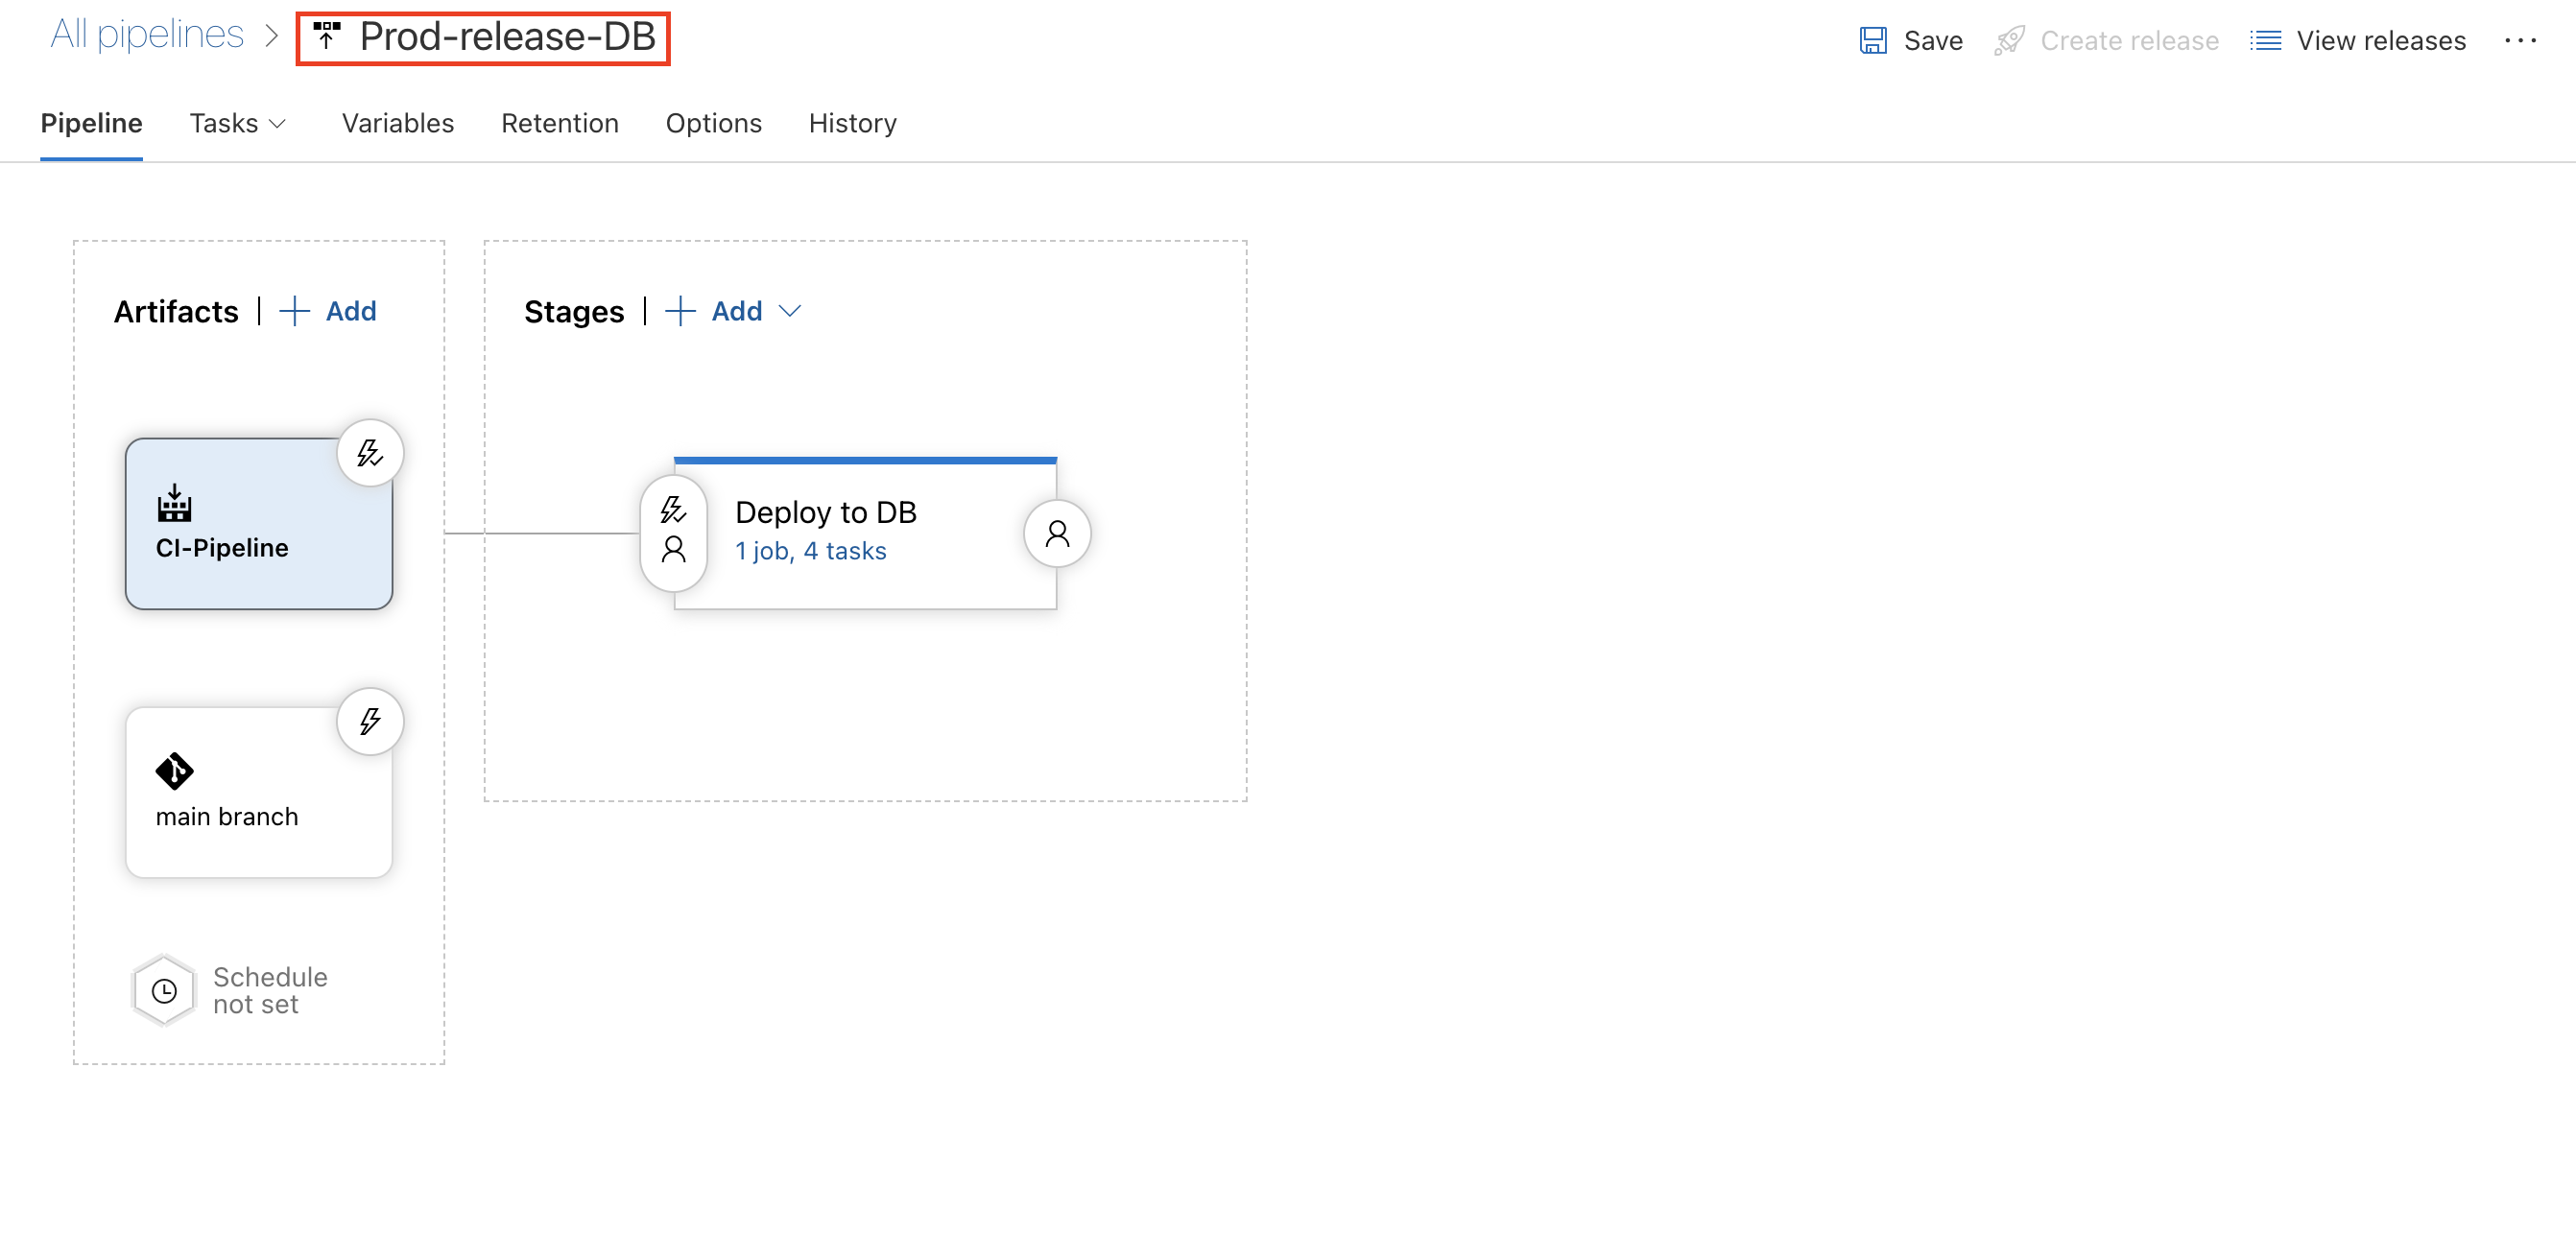 All pipelines > Prod-release-DB
Save Create release View releases ...
Pipeline Tasks Variables Retention Options History
Artifacts | + Add
Stages | + Add
CI-Pipeline
Deploy to DB
1 job, 4 tasks
main branch
Schedule
not set